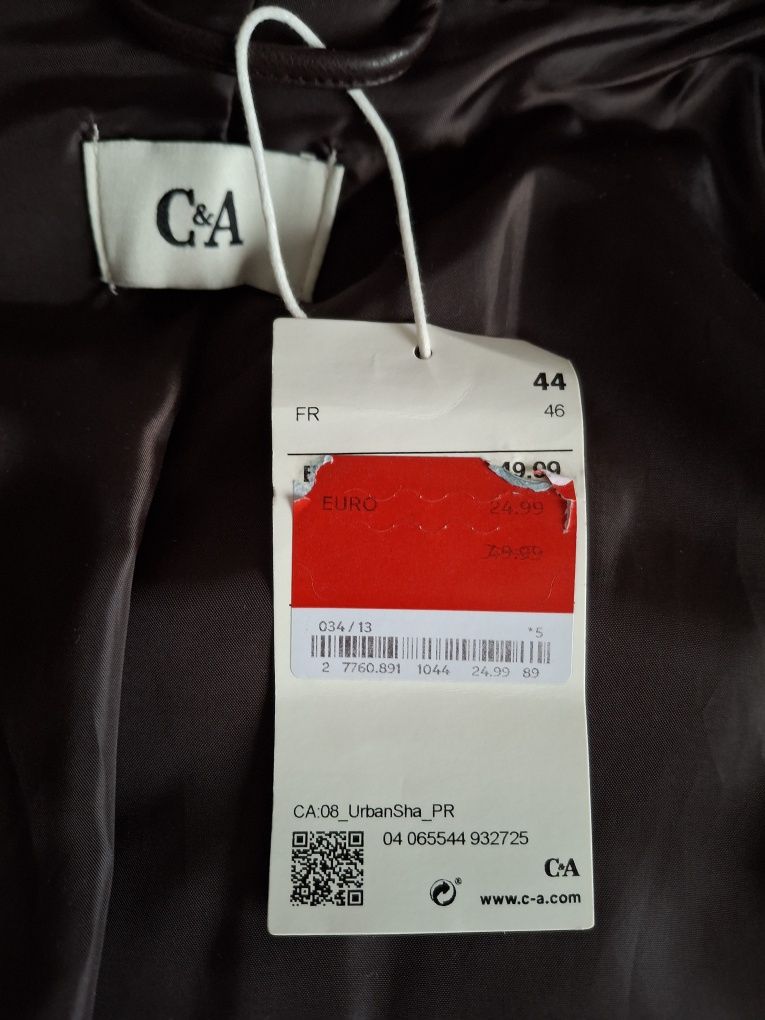 C&A
44
FR 46
49.99
EURO 24.99
49.99
034/13 *5
2 7760.891 1044 24.99 89
CA:08_UrbanSha_PR
04 065544 932725
C&A
www.c-a.com